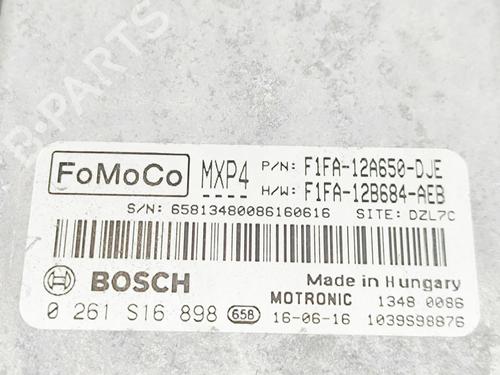 B-PARTS
FoMoCo MXP4 P/N: F1FA-12A650-DJE
H/W: F1FA-12B684-AEB
S/N: 65813480086160616 SITE: DZL7C
BOSCH Made in Hungary
MOTRONIC 1348 0086
0 261 S16 898 658 16-06-16 1039S98876